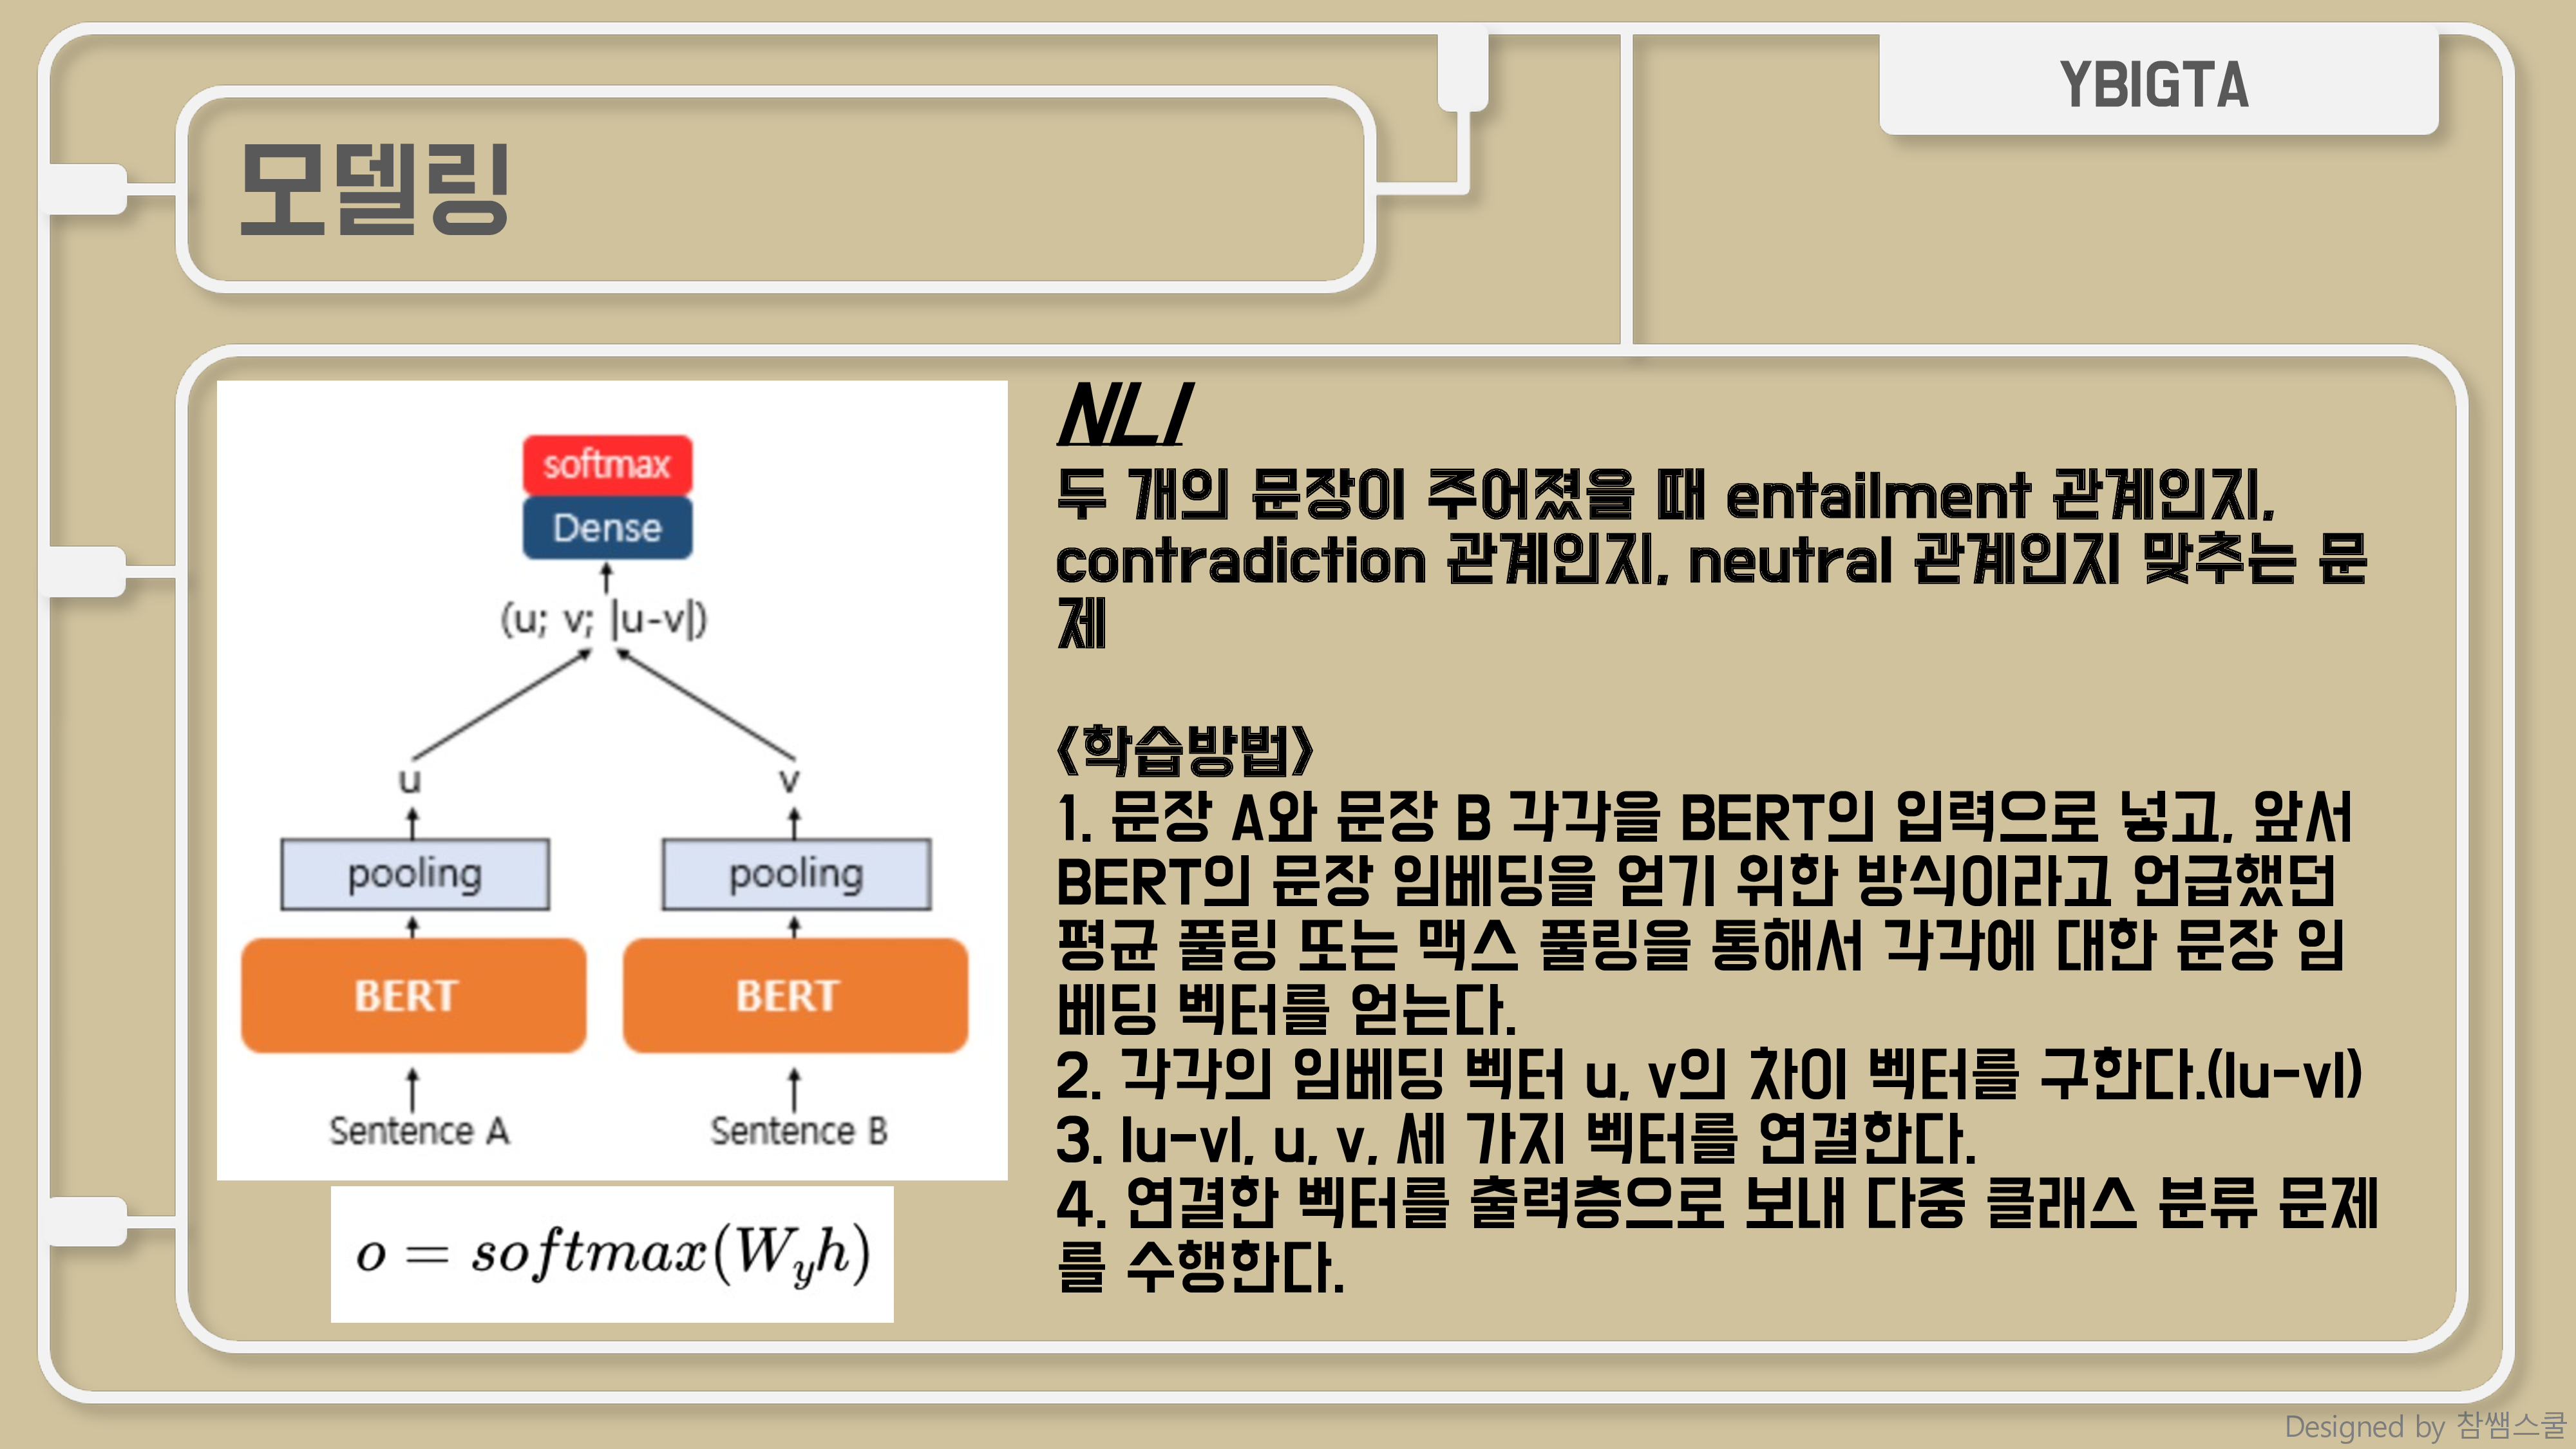 YBIGTA
모델링
softmax
Dense
(u; v; |u-v|)
u
v
pooling
pooling
BERT
BERT
Sentence A
Sentence B
o = softmax(W_y h)
NLI
두 개의 문장이 주어졌을 때 entailment 관계인지,
contradiction 관계인지, neutral 관계인지 맞추는 문
제
<학습방법>
1. 문장 A와 문장 B 각각을 BERT의 입력으로 넣고, 앞서
BERT의 문장 임베딩을 얻기 위한 방식이라고 언급했던
평균 풀링 또는 맥스 풀링을 통해서 각각에 대한 문장 임
베딩 벡터를 얻는다.
2. 각각의 임베딩 벡터 u, v의 차이 벡터를 구한다.(|u-v|)
3. |u-v|, u, v, 세 가지 벡터를 연결한다.
4. 연결한 벡터를 출력층으로 보내 다중 클래스 분류 문제
를 수행한다.
Designed by 참쌤스쿨